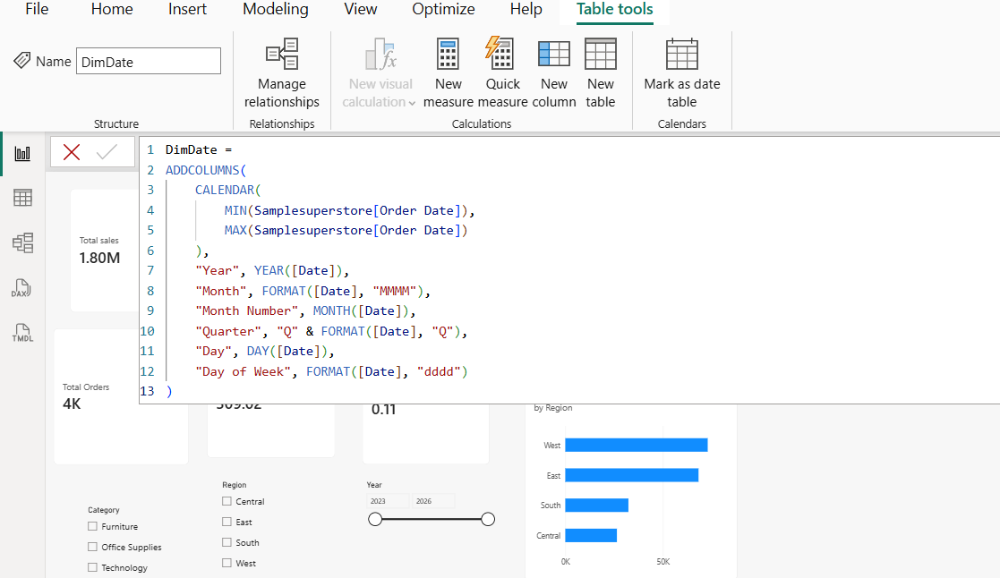 File Home Insert Modeling View Optimize Help Table tools
Name DimDate
Manage relationships
New visual calculation
New measure
Quick measure
New column
New table
Mark as date table
Structure Relationships Calculations Calendars
1 DimDate =
2 ADDCOLUMNS(
3 CALENDAR(
4 MIN(Samplesuperstore[Order Date]),
5 MAX(Samplesuperstore[Order Date])
6 ),
7 "Year", YEAR([Date]),
8 "Month", FORMAT([Date], "MMMM"),
9 "Month Number", MONTH([Date]),
10 "Quarter", "Q" & FORMAT([Date], "Q"),
11 "Day", DAY([Date]),
12 "Day of Week", FORMAT([Date], "dddd")
13 )
DAX
TMDL
Total sales
1.80M
Total Orders
4K
0.11
by Region
West
East
South
Central
0K 50K
Category
Furniture
Office Supplies
Technology
Region
Central
East
South
West
Year
2023 2026